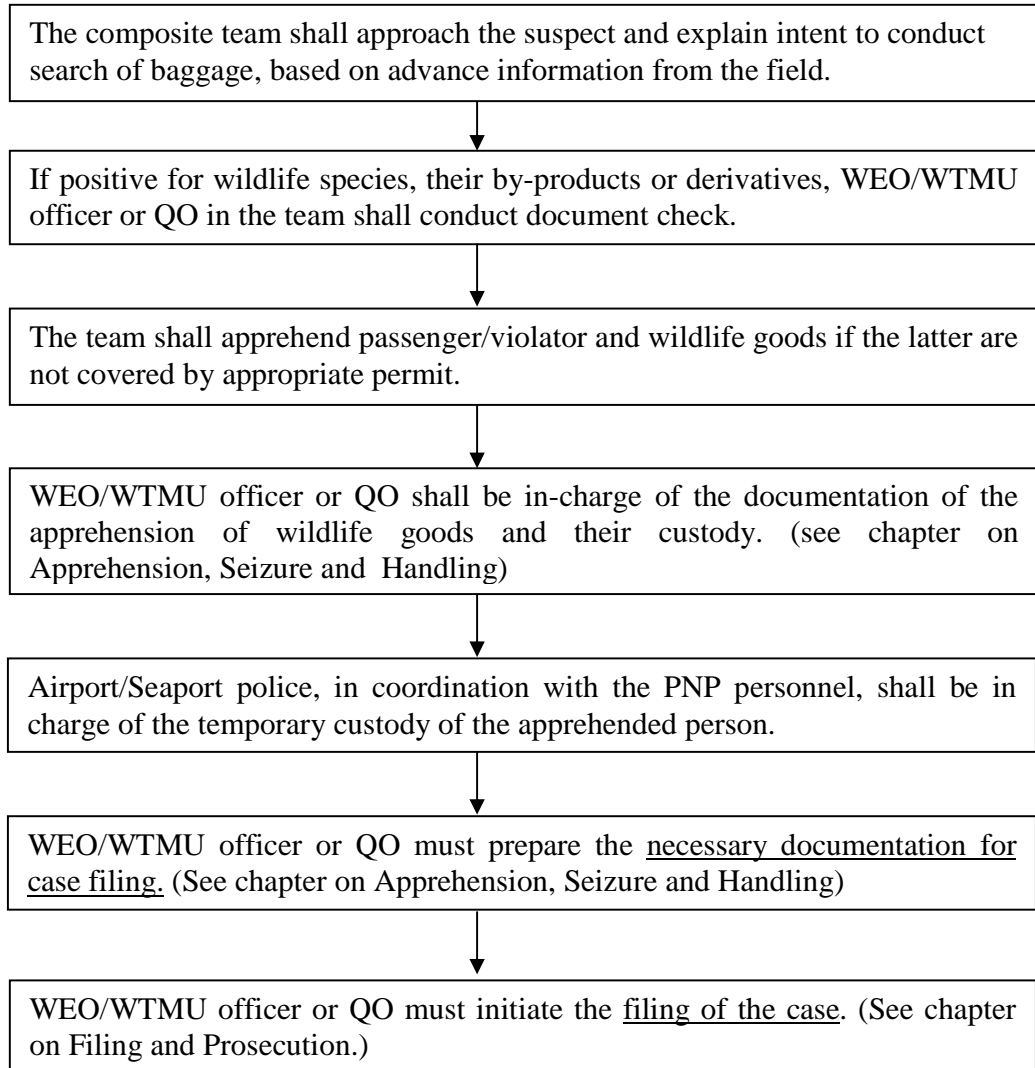 The composite team shall approach the suspect and explain intent to conduct
search of baggage, based on advance information from the field.
If positive for wildlife species, their by-products or derivatives, WEO/WTMU
officer or QO in the team shall conduct document check.
The team shall apprehend passenger/violator and wildlife goods if the latter are
not covered by appropriate permit.
WEO/WTMU officer or QO shall be in-charge of the documentation of the
apprehension of wildlife goods and their custody. (see chapter on
Apprehension, Seizure and Handling)
Airport/Seaport police, in coordination with the PNP personnel, shall be in
charge of the temporary custody of the apprehended person.
WEO/WTMU officer or QO must prepare the necessary documentation for
case filing. (See chapter on Apprehension, Seizure and Handling)
WEO/WTMU officer or QO must initiate the filing of the case. (See chapter
on Filing and Prosecution.)